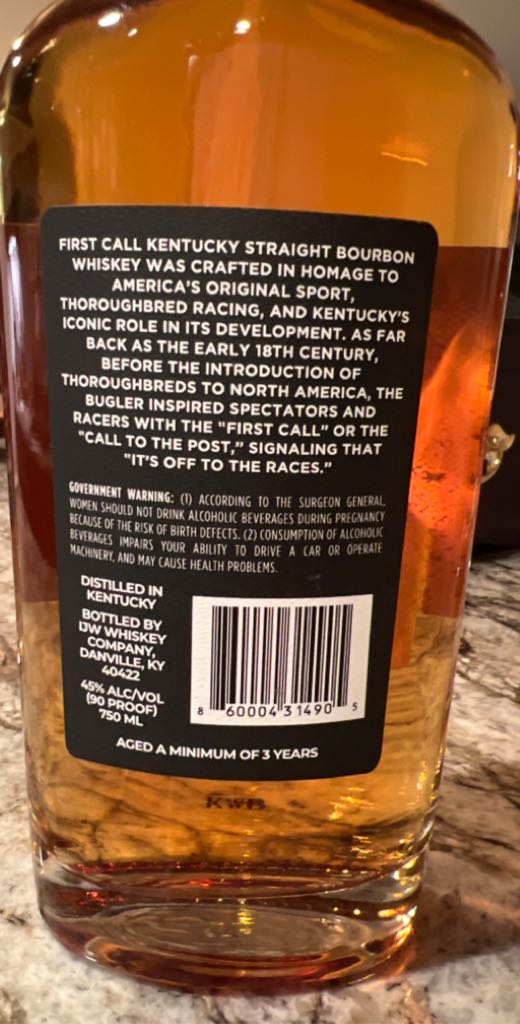 FIRST CALL KENTUCKY STRAIGHT BOURBON
WHISKEY WAS CRAFTED IN HOMAGE TO
AMERICA'S ORIGINAL SPORT,
THOROUGHBRED RACING, AND KENTUCKY'S
ICONIC ROLE IN ITS DEVELOPMENT. AS FAR
BACK AS THE EARLY 18TH CENTURY,
BEFORE THE INTRODUCTION OF
THOROUGHBREDS TO NORTH AMERICA, THE
BUGLER INSPIRED SPECTATORS AND
RACERS WITH THE "FIRST CALL" OR THE
"CALL TO THE POST," SIGNALING THAT
"IT'S OFF TO THE RACES."
GOVERNMENT WARNING: (1) ACCORDING TO THE SURGEON GENERAL,
WOMEN SHOULD NOT DRINK ALCOHOLIC BEVERAGES DURING PREGNANCY
BECAUSE OF THE RISK OF BIRTH DEFECTS. (2) CONSUMPTION OF ALCOHOLIC
BEVERAGES IMPAIRS YOUR ABILITY TO DRIVE A CAR OR OPERATE
MACHINERY, AND MAY CAUSE HEALTH PROBLEMS.
DISTILLED IN
KENTUCKY
BOTTLED BY
IJW WHISKEY
COMPANY,
DANVILLE, KY
40422
45% ALC/VOL
(90 PROOF)
750 ML
8 60004 31490 5
AGED A MINIMUM OF 3 YEARS
KWB